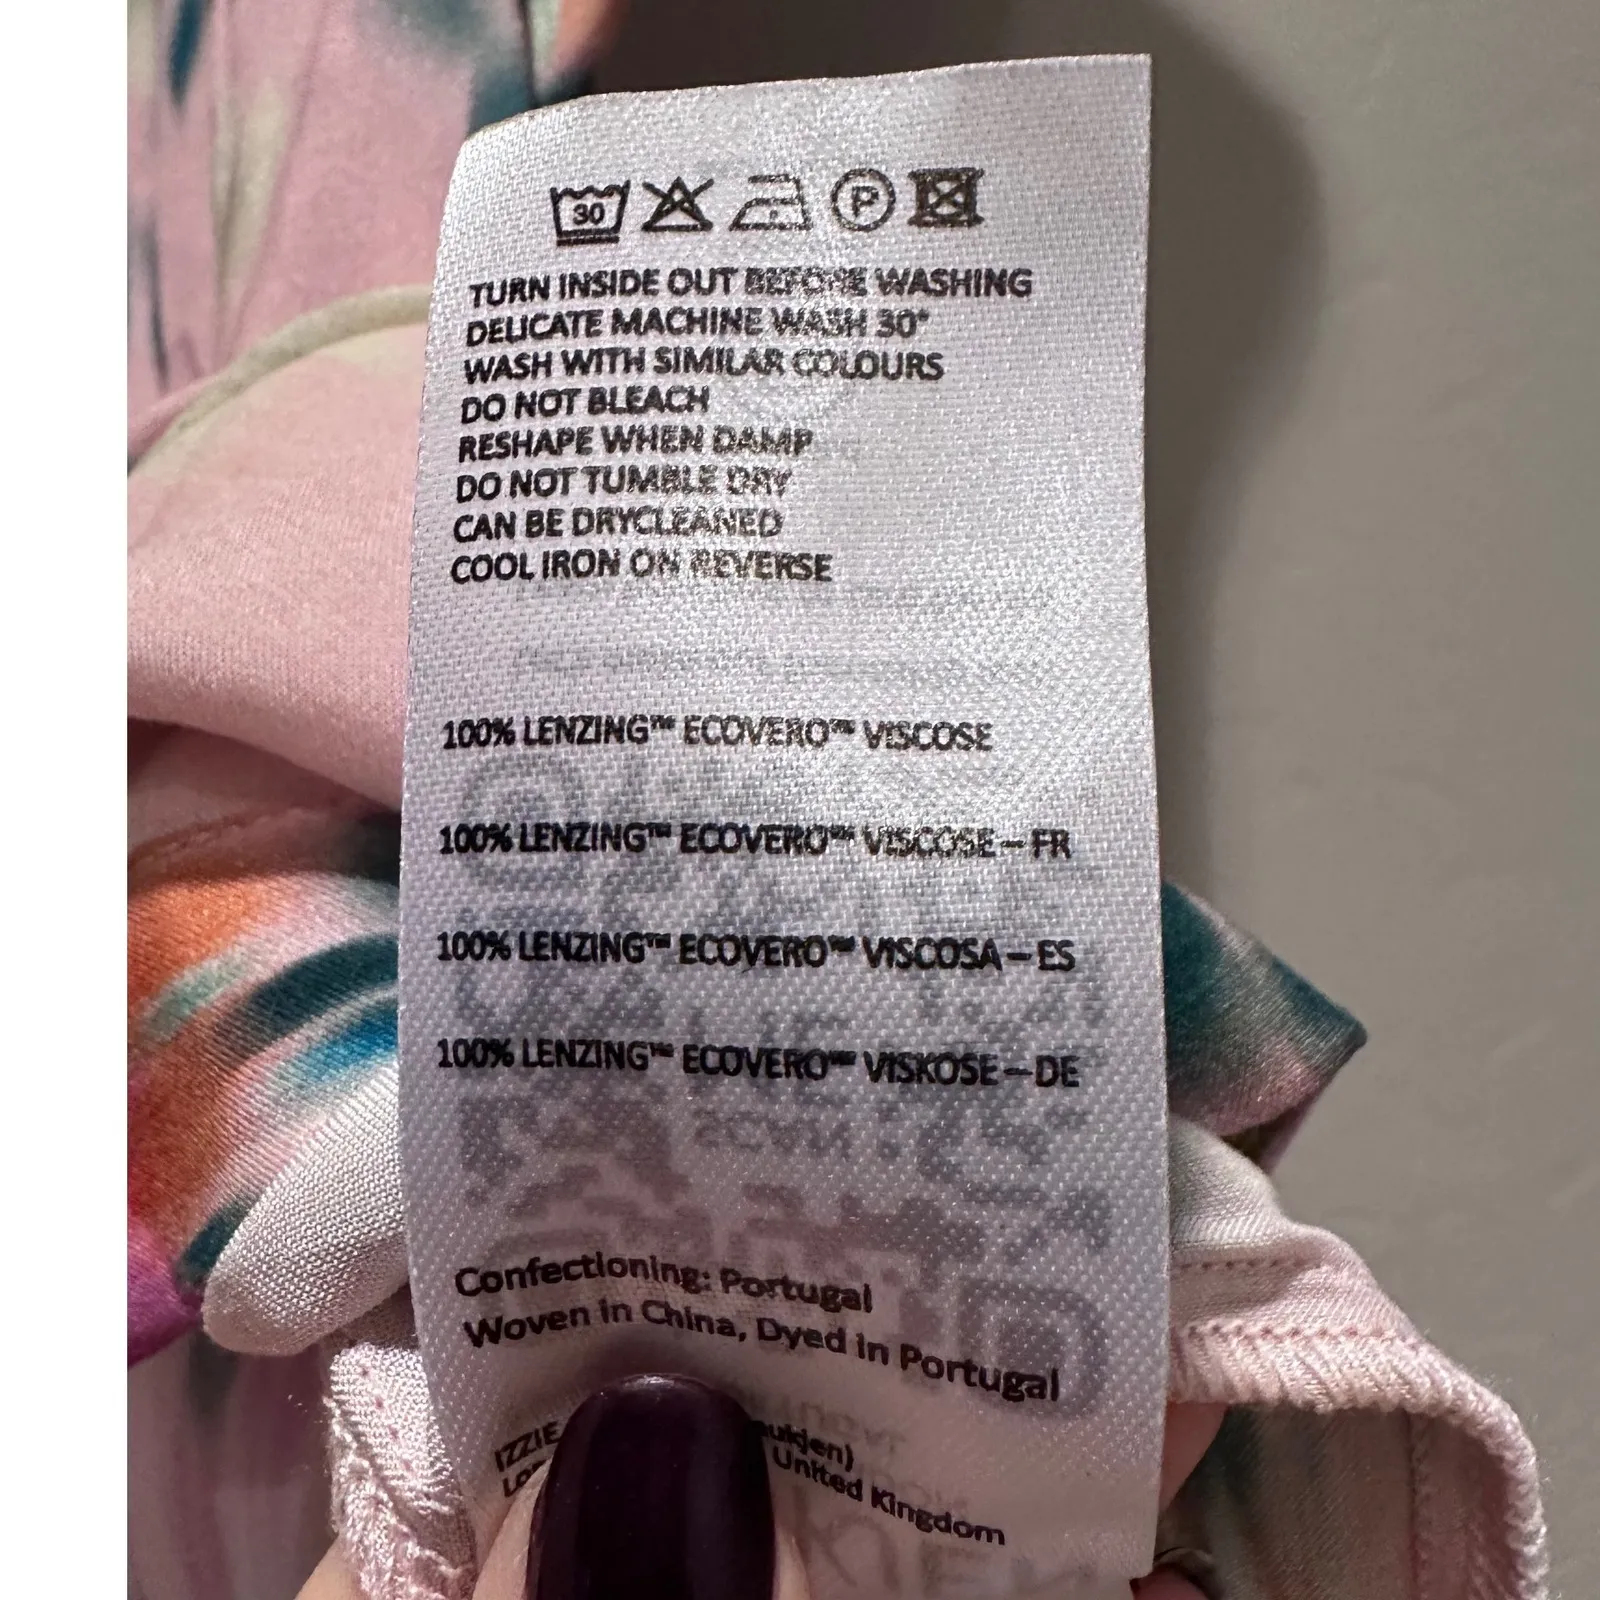 30 P
TURN INSIDE OUT BEFORE WASHING
DELICATE MACHINE WASH 30°
WASH WITH SIMILAR COLOURS
DO NOT BLEACH
RESHAPE WHEN DAMP
DO NOT TUMBLE DRY
CAN BE DRYCLEANED
COOL IRON ON REVERSE
100% LENZING™ ECOVERO™ VISCOSE
100% LENZING™ ECOVERO™ VISCOSE – FR
100% LENZING™ ECOVERO™ VISCOSA – ES
100% LENZING™ ECOVERO™ VISKOSE – DE
Confectioning: Portugal
Woven in China, Dyed in Portugal
IZZIE
United Kingdom